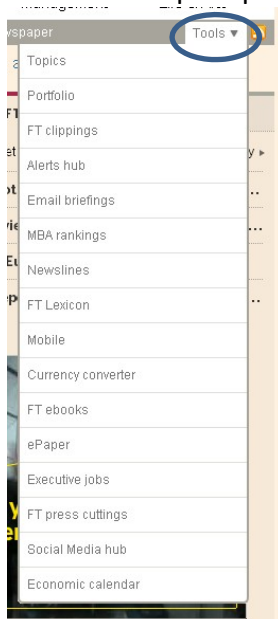 Tools ▼
Topics
Portfolio
FT clippings
Alerts hub
Email briefings
MBA rankings
Newslines
FT Lexicon
Mobile
Currency converter
FT ebooks
ePaper
Executive jobs
FT press cuttings
Social Media hub
Economic calendar